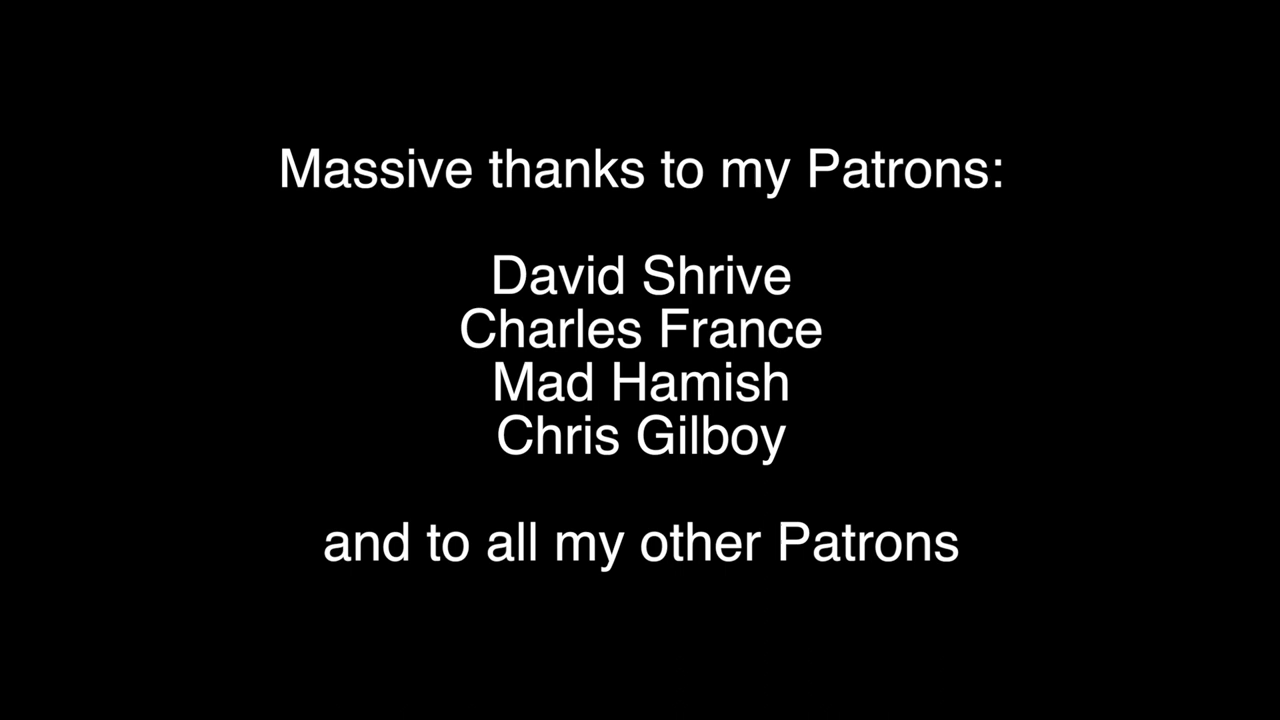 Massive thanks to my Patrons:
David Shrive
Charles France
Mad Hamish
Chris Gilboy
and to all my other Patrons